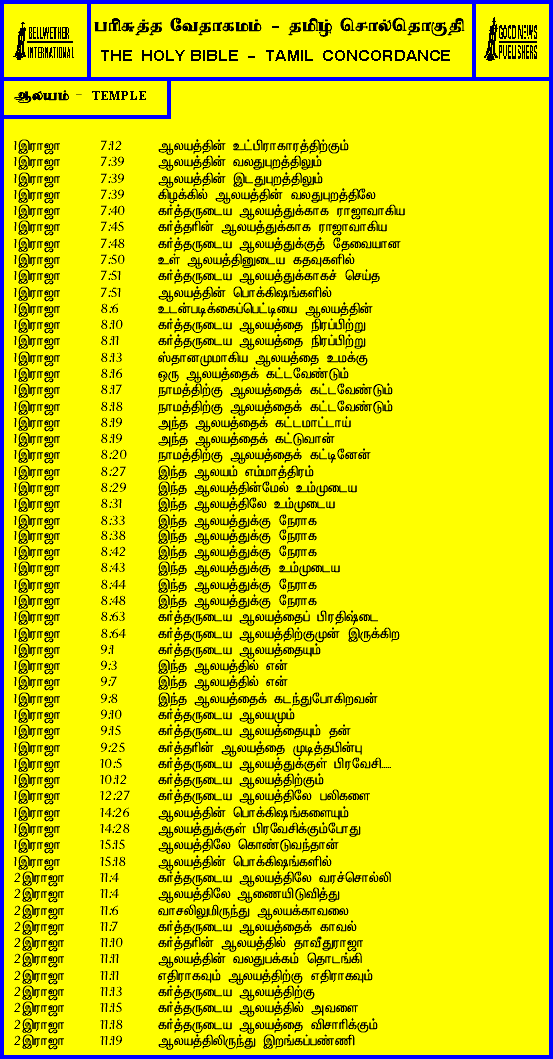 BELLWETHER
INTERNATIONAL
பரிசுத்த வேதாகமம் - தமிழ் சொல்தொகுதி
THE HOLY BIBLE - TAMIL CONCORDANCE
GOOD NEWS
PUBLISHERS
ஆலயம் - TEMPLE
1இராஜா 7:12 ஆலயத்தின் உட்பிராகாரத்திற்கும்
1இராஜா 7:39 ஆலயத்தின் வலதுபுறத்திலும்
1இராஜா 7:39 ஆலயத்தின் இடதுபுறத்திலும்
1இராஜா 7:39 கிழக்கில் ஆலயத்தின் வலதுபுறத்திலே
1இராஜா 7:40 கர்த்தருடைய ஆலயத்துக்காக ராஜாவாகிய
1இராஜா 7:45 கர்த்தரின் ஆலயத்துக்காக ராஜாவாகிய
1இராஜா 7:48 கர்த்தருடைய ஆலயத்துக்குத் தேவையான
1இராஜா 7:50 உள் ஆலயத்தினுடைய கதவுகளில்
1இராஜா 7:51 கர்த்தருடைய ஆலயத்துக்காகச் செய்த
1இராஜா 7:51 ஆலயத்தின் பொக்கிஷங்களில்
1இராஜா 8:6 உடன்படிக்கைப்பெட்டியை ஆலயத்தின்
1இராஜா 8:10 கர்த்தருடைய ஆலயத்தை நிரப்பிற்று
1இராஜா 8:11 கர்த்தருடைய ஆலயத்தை நிரப்பிற்று
1இராஜா 8:13 ஸ்தானமுமாகிய ஆலயத்தை உமக்கு
1இராஜா 8:16 ஒரு ஆலயத்தைக் கட்டவேண்டும்
1இராஜா 8:17 நாமத்திற்கு ஆலயத்தைக் கட்டவேண்டும்
1இராஜா 8:18 நாமத்திற்கு ஆலயத்தைக் கட்டவேண்டும்
1இராஜா 8:19 அந்த ஆலயத்தைக் கட்டமாட்டாய்
1இராஜா 8:19 அந்த ஆலயத்தைக் கட்டுவான்
1இராஜா 8:20 நாமத்திற்கு ஆலயத்தைக் கட்டினேன்
1இராஜா 8:27 இந்த ஆலயம் எம்மாத்திரம்
1இராஜா 8:29 இந்த ஆலயத்தின்மேல் உம்முடைய
1இராஜா 8:31 இந்த ஆலயத்திலே உம்முடைய
1இராஜா 8:33 இந்த ஆலயத்துக்கு நேராக
1இராஜா 8:38 இந்த ஆலயத்துக்கு நேராக
1இராஜா 8:42 இந்த ஆலயத்துக்கு நேராக
1இராஜா 8:43 இந்த ஆலயத்துக்கு உம்முடைய
1இராஜா 8:44 இந்த ஆலயத்துக்கு நேராக
1இராஜா 8:48 இந்த ஆலயத்துக்கு நேராக
1இராஜா 8:63 கர்த்தருடைய ஆலயத்தைப் பிரதிஷ்டை
1இராஜா 8:64 கர்த்தருடைய ஆலயத்திற்குமுன் இருக்கிற
1இராஜா 9:1 கர்த்தருடைய ஆலயத்தையும்
1இராஜா 9:3 இந்த ஆலயத்தில் என்
1இராஜா 9:7 இந்த ஆலயத்தில் என்
1இராஜா 9:8 இந்த ஆலயத்தைக் கடந்துபோகிறவன்
1இராஜா 9:10 கர்த்தருடைய ஆலயமும்
1இராஜா 9:15 கர்த்தருடைய ஆலயத்தையும் தன்
1இராஜா 9:25 கர்த்தரின் ஆலயத்தை முடித்தபின்பு
1இராஜா 10:5 கர்த்தருடைய ஆலயத்துக்குள் பிரவேசி.....
1இராஜா 10:12 கர்த்தருடைய ஆலயத்திற்கும்
1இராஜா 12:27 கர்த்தருடைய ஆலயத்திலே பலிகளை
1இராஜா 14:26 ஆலயத்தின் பொக்கிஷங்களையும்
1இராஜா 14:28 ஆலயத்துக்குள் பிரவேசிக்கும்போது
1இராஜா 15:15 ஆலயத்திலே கொண்டுவந்தான்
1இராஜா 15:18 ஆலயத்தின் பொக்கிஷங்களில்
2இராஜா 11:4 கர்த்தருடைய ஆலயத்திலே வரச்சொல்லி
2இராஜா 11:4 ஆலயத்திலே ஆணையிடுவித்து
2இராஜா 11:6 வாசலிலுமிருந்து ஆலயக்காவலை
2இராஜா 11:7 கர்த்தருடைய ஆலயத்தைக் காவல்
2இராஜா 11:10 கர்த்தரின் ஆலயத்தில் தாவீதுராஜா
2இராஜா 11:11 ஆலயத்தின் வலதுபக்கம் தொடங்கி
2இராஜா 11:11 எதிராகவும் ஆலயத்திற்கு எதிராகவும்
2இராஜா 11:13 கர்த்தருடைய ஆலயத்திற்கு
2இராஜா 11:15 கர்த்தருடைய ஆலயத்தில் அவளை
2இராஜா 11:18 கர்த்தருடைய ஆலயத்தை விசாரிக்கும்
2இராஜா 11:19 ஆலயத்திலிருந்து இறங்கப்பண்ணி